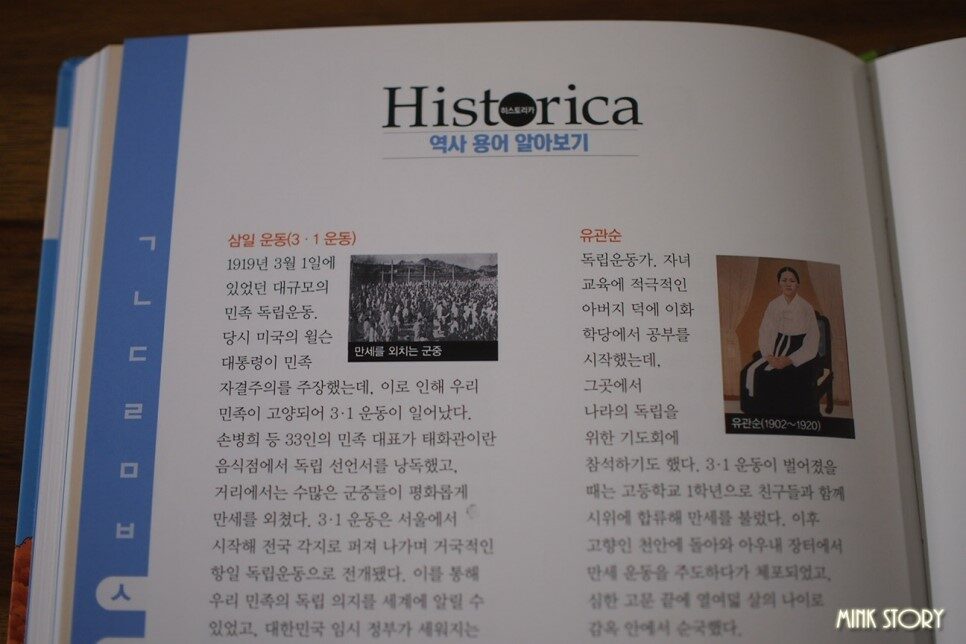 Historica
히스토리카
역사 용어 알아보기
ㄱ
ㄴ
ㄷ
ㄹ
ㅁ
ㅂ
ㅅ
삼일 운동(3·1 운동)
1919년 3월 1일에
있었던 대규모의
민족 독립운동.
당시 미국의 윌슨
대통령이 민족
자결주의를 주장했는데, 이로 인해 우리
민족이 고양되어 3·1 운동이 일어났다.
손병희 등 33인의 민족 대표가 태화관이란
음식점에서 독립 선언서를 낭독했고,
거리에서는 수많은 군중들이 평화롭게
만세를 외쳤다. 3·1 운동은 서울에서
시작해 전국 각지로 퍼져 나가며 거국적인
항일 독립운동으로 전개됐다. 이를 통해
우리 민족의 독립 의지를 세계에 알릴 수
있었고, 대한민국 임시 정부가 세워지는
만세를 외치는 군중
유관순
독립운동가. 자녀
교육에 적극적인
아버지 덕에 이화
학당에서 공부를
시작했는데,
그곳에서
나라의 독립을
위한 기도회에
참석하기도 했다. 3·1 운동이 벌어졌을
때는 고등학교 1학년으로 친구들과 함께
시위에 합류해 만세를 불렀다. 이후
고향인 천안에 돌아와 아우내 장터에서
만세 운동을 주도하다가 체포되었고,
심한 고문 끝에 열여덟 살의 나이로
감옥 안에서 순국했다.
유관순(1902~1920)
MINK STORY